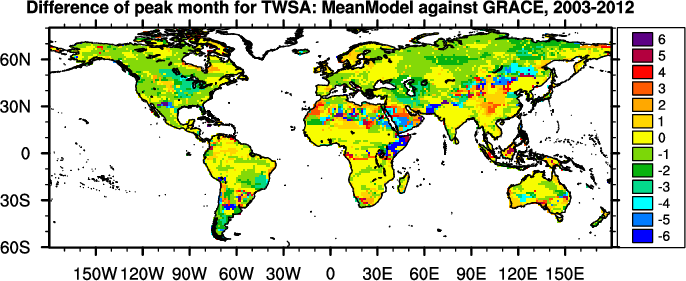 Difference of peak month for TWSA: MeanModel against GRACE, 2003-2012
60N
30N
0
30S
60S
150W 120W 90W 60W 30W 0 30E 60E 90E 120E 150E
6
5
4
3
2
1
0
-1
-2
-3
-4
-5
-6